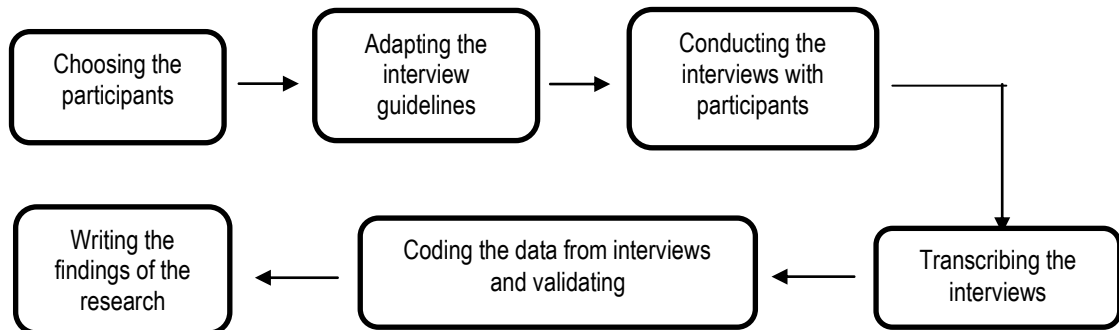 Choosing the
participants
Adapting the
interview
guidelines
Conducting the
interviews with
participants
Transcribing the
interviews
Coding the data from interviews
and validating
Writing the
findings of the
research